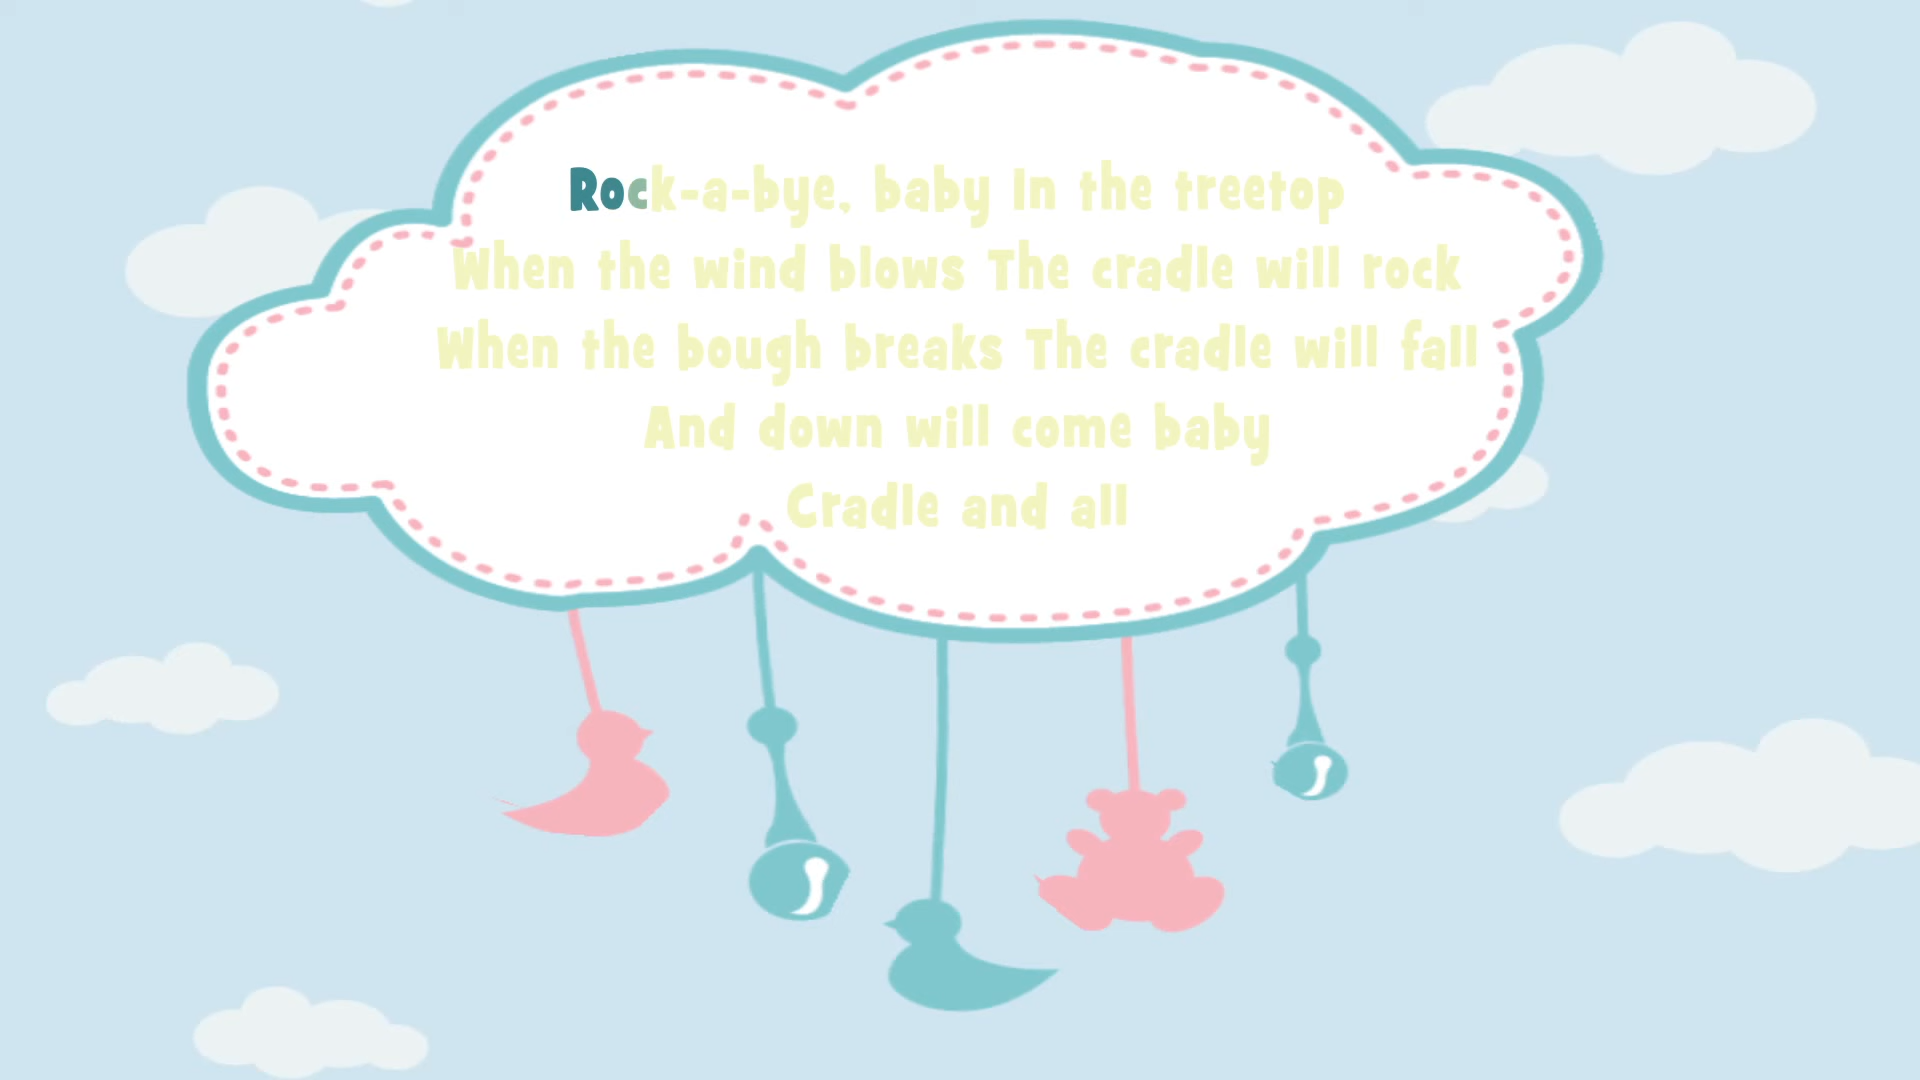 Rock-a-bye, baby In the treetop
When the wind blows The cradle will rock
When the bough breaks The cradle will fall
And down will come baby
Cradle and all